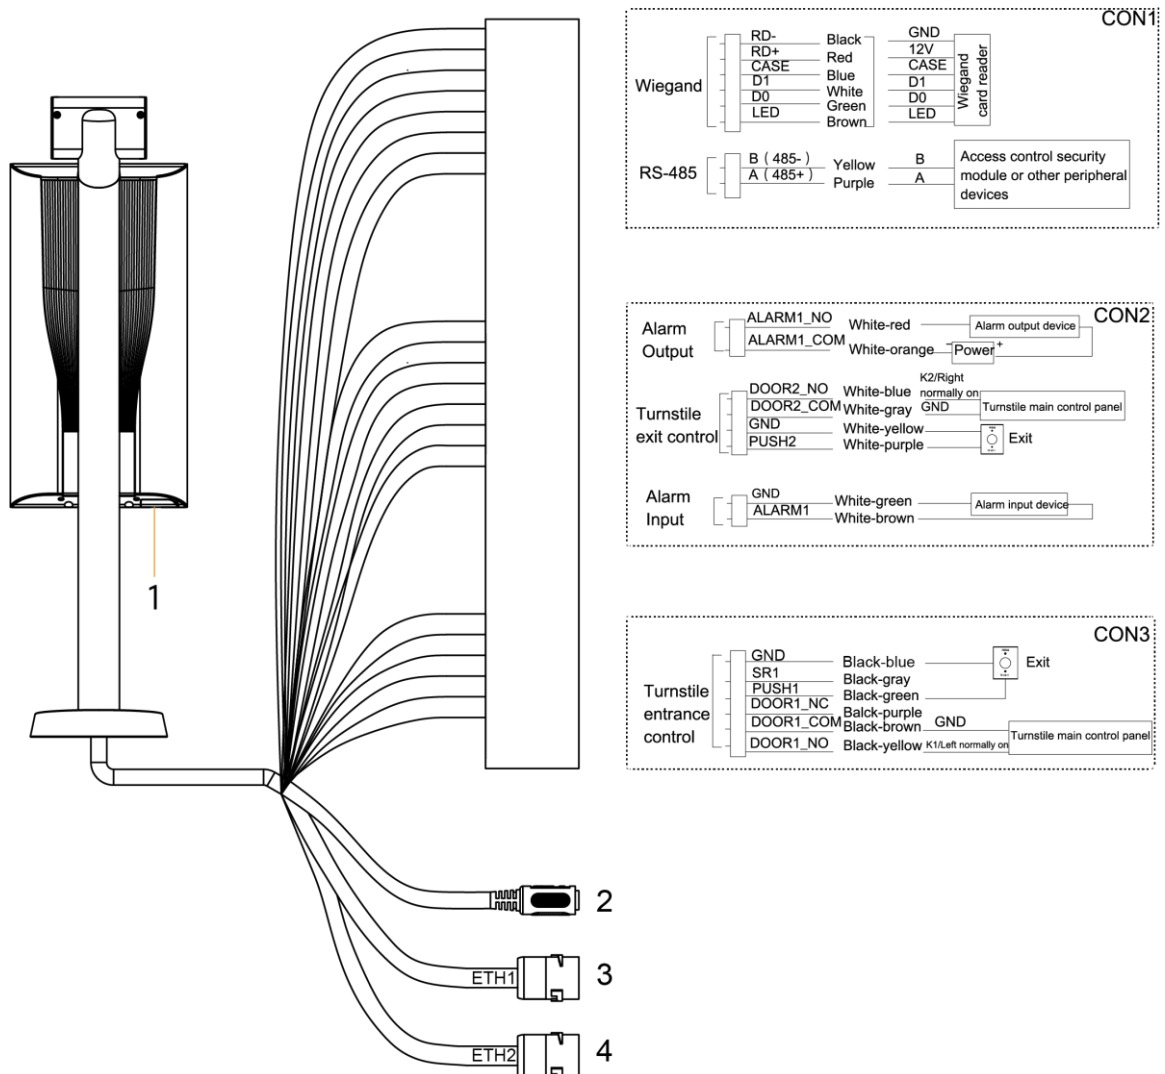 CON1
Wiegand
RD- Black GND
RD+ Red 12V
CASE Blue CASE
D1 White D1
D0 Green D0
LED Brown LED
Wiegand
card reader
RS-485
B ( 485-) Yellow B
A ( 485+) Purple A
Access control security
module or other peripheral
devices
CON2
Alarm
Output
ALARM1_NO White-red Alarm output device
ALARM1_COM White-orange - Power +
Turnstile
exit control
DOOR2_NO White-blue K2/Right
normally on
DOOR2_COM White-gray GND Turnstile main control panel
GND White-yellow
PUSH2 White-purple
Exit
Alarm
Input
GND White-green Alarm input device
ALARM1 White-brown
CON3
Turnstile
entrance
control
GND Black-blue Exit
SR1 Black-gray
PUSH1 Black-green
DOOR1_NC Balck-purple
DOOR1_COM Black-brown GND
DOOR1_NO Black-yellow K1/Left normally on
Turnstile main control panel
1
2
ETH1 3
ETH2 4